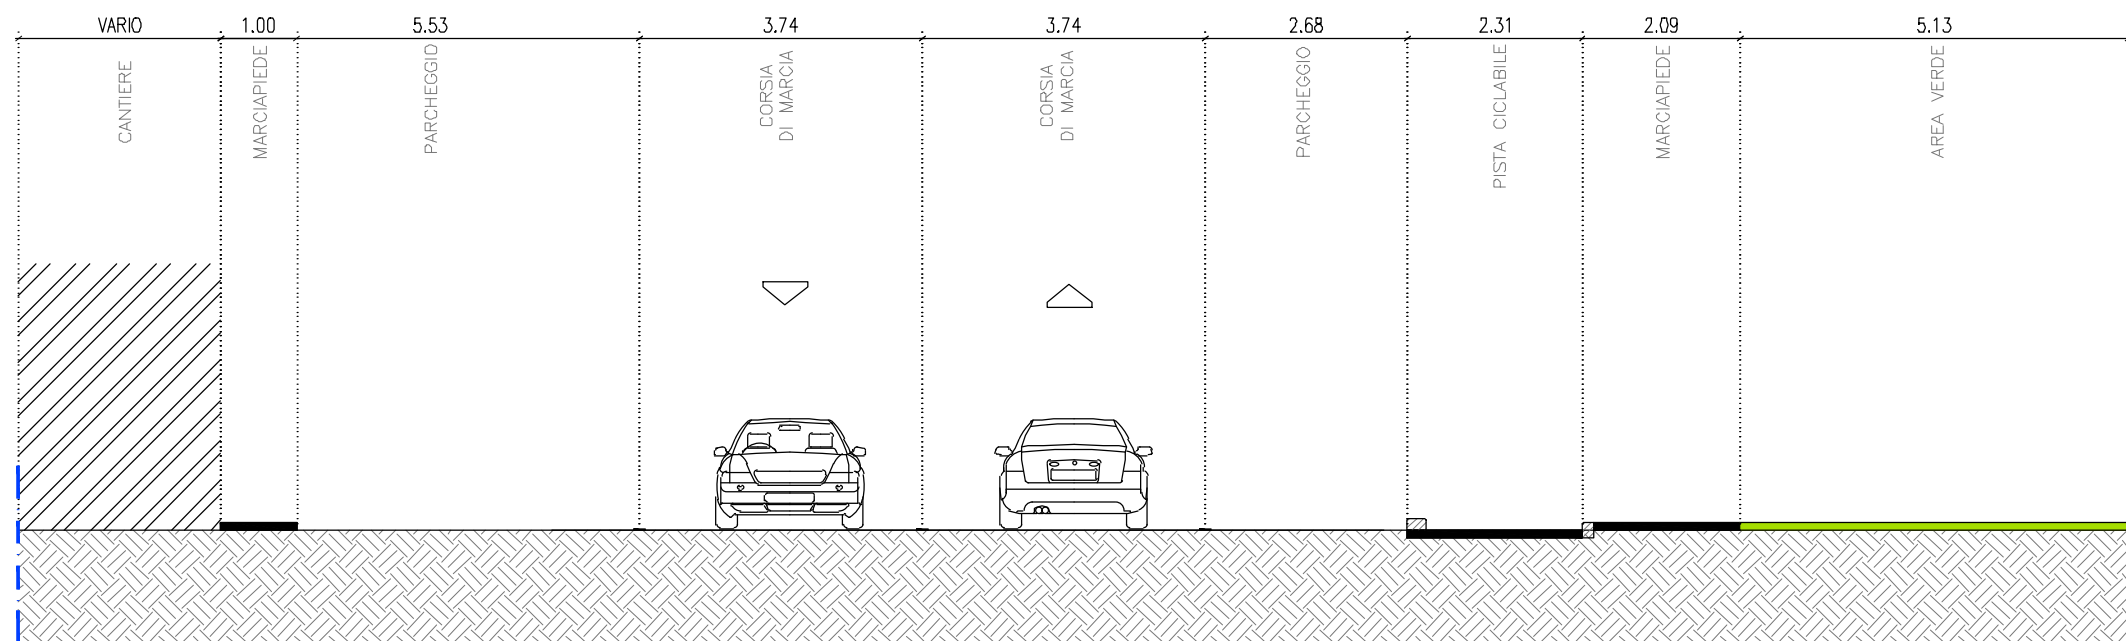 VARIO 1.00 5.53 3.74 3.74 2.68 2.31 2.09 5.13
CANTIERE
MARCIAPIEDE
PARCHEGGIO
CORSIA
DI MARCIA
CORSIA
DI MARCIA
PARCHEGGIO
PISTA CICLABILE
MARCIAPIEDE
AREA VERDE